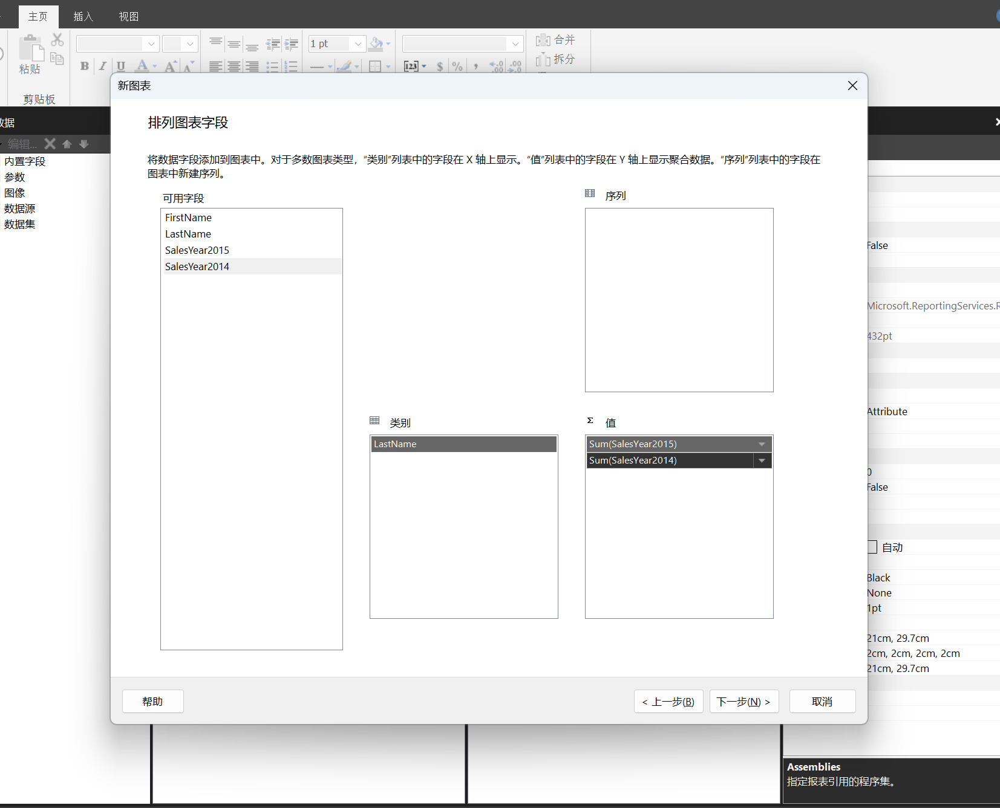 主页
插入
视图
1 pt
合并
粘贴
拆分
B
I
U
A
A
A
[123]
$
%
,
剪贴板
新图表
数据
排列图表字段
编辑...
将数据字段添加到图表中。对于多数图表类型，“类别”列表中的字段在 X 轴上显示。“值”列表中的字段在 Y 轴上显示聚合数据。“序列”列表中的字段在
图表中新建序列。
内置字段
参数
图像
数据源
数据集
可用字段
FirstName
LastName
SalesYear2015
SalesYear2014
序列
类别
LastName
Σ 值
Sum(SalesYear2015)
Sum(SalesYear2014)
False
Microsoft.ReportingServices.R
432pt
Attribute
0
False
自动
Black
None
1pt
21cm, 29.7cm
2cm, 2cm, 2cm, 2cm
21cm, 29.7cm
帮助
< 上一步(B)
下一步(N) >
取消
Assemblies
指定报表引用的程序集。